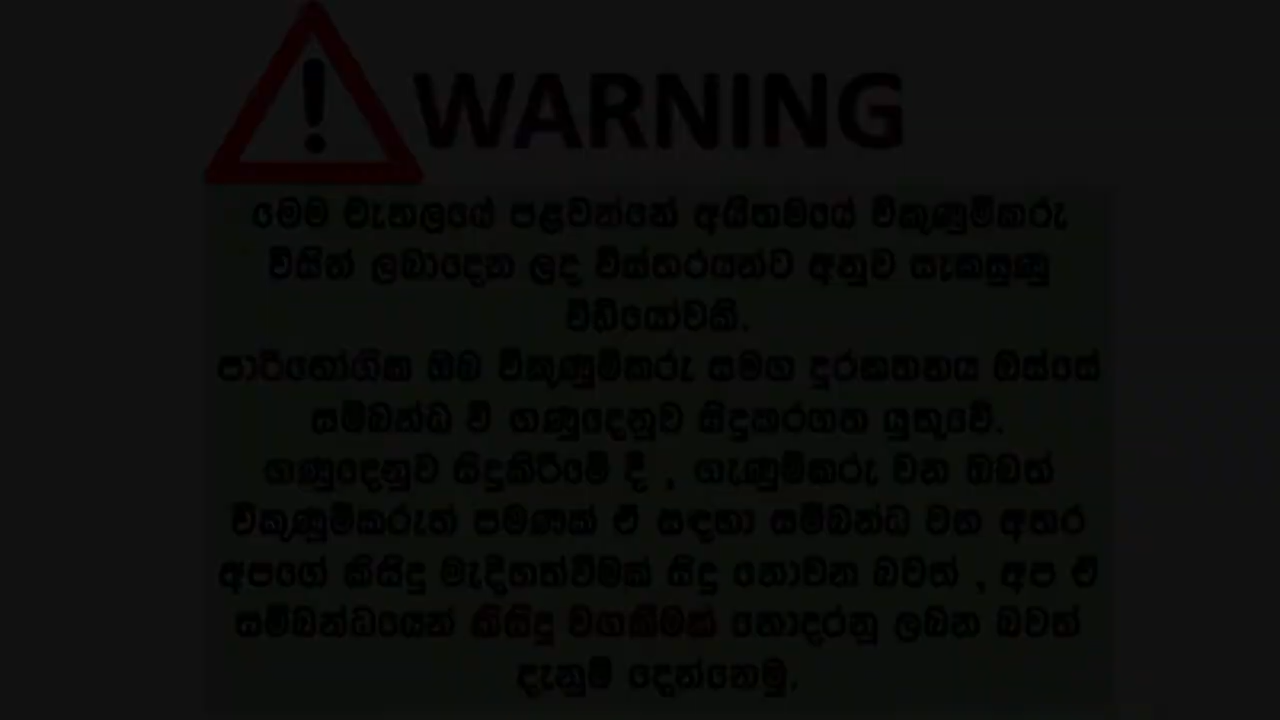 WARNING
මෙම චැනලයේ පළවන්නේ අයිතමයේ විකුණුම්කරු
විසින් ලබාදෙන ලද විස්තරයන්ට අනුව සැකසුණු
වීඩියෝවකි.
පාරිභෝගික ඔබ විකුණුම්කරු සමග දුරකතනය ඔස්සේ
සම්බන්ධ වී ගණුදෙනුව සිදුකරගත යුතුවේ.
ගණුදෙනුව සිදුකිරීමේ දී , ගැණුම්කරු වන ඔබත්
විකුණුම්කරුත් පමණක් ඒ සඳහා සම්බන්ධ වන අතර
අපගේ කිසිදු මැදිහත්වීමක් සිදු නොවන බවත් , අප ඒ
සම්බන්ධයෙන් කිසිදු වගකීමක් නොදරනු ලබන බවත්
දැනුම් දෙන්නෙමු.